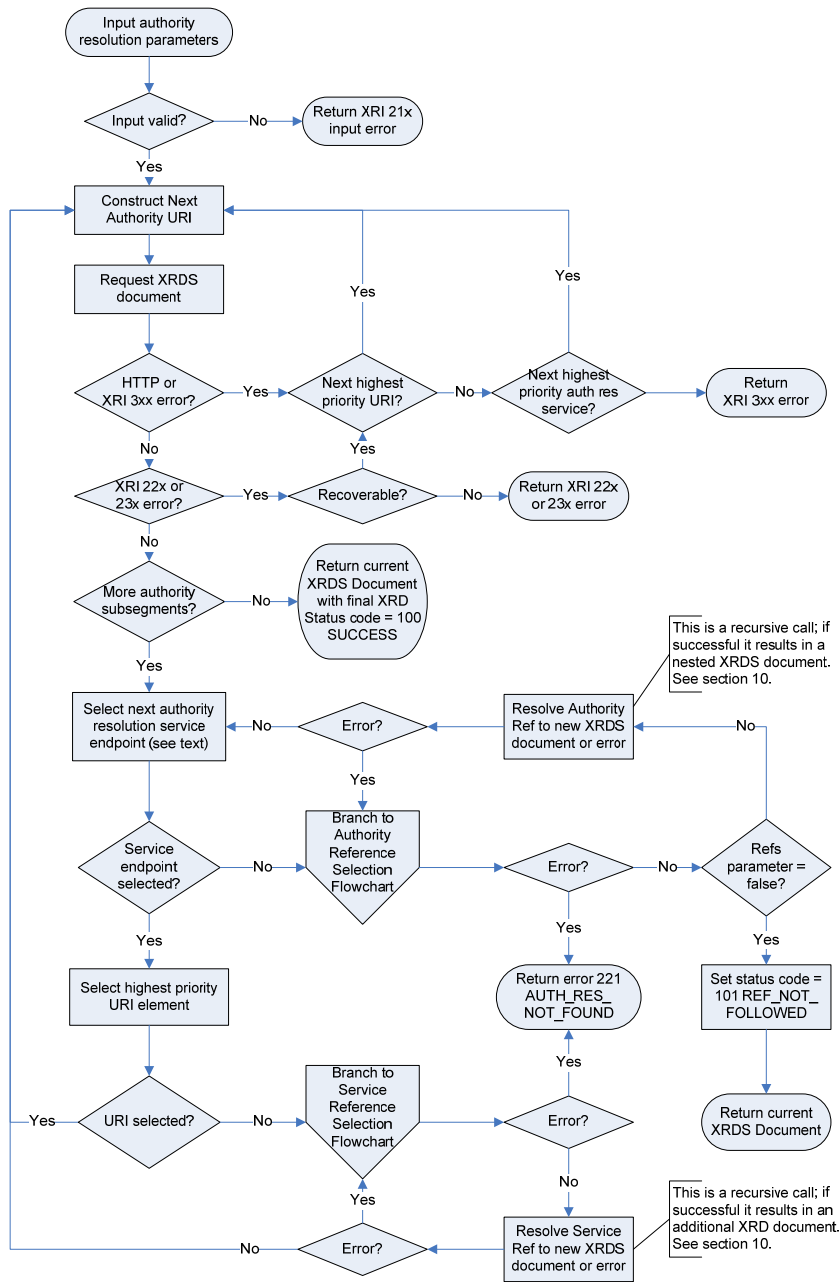 Input authority
resolution parameters
Input valid?
No
Return XRI 21x
input error
Yes
Construct Next
Authority URI
Request XRDS
document
Yes
Yes
HTTP or
XRI 3xx error?
Yes
Next highest
priority URI?
No
Next highest
priority auth res
service?
Return
XRI 3xx error
No
Yes
XRI 22x or
23x error?
Yes
Recoverable?
No
Return XRI 22x
or 23x error
No
More authority
subsegments?
No
Return current
XRDS Document
with final XRD
Status code = 100
SUCCESS
Yes
This is a recursive call; if
successful it results in a
nested XRDS document.
See section 10.
Select next authority
resolution service
endpoint (see text)
No
Error?
Resolve Authority
Ref to new XRDS
document or error
No
Yes
Service
endpoint
selected?
No
Branch to
Authority
Reference
Selection
Flowchart
Error?
No
Refs
parameter =
false?
Yes
Yes
Yes
Select highest priority
URI element
Return error 221
AUTH_RES_
NOT_FOUND
Set status code =
101 REF_NOT_
FOLLOWED
Yes
Yes
URI selected?
No
Branch to
Service
Reference
Selection
Flowchart
Error?
Return current
XRDS Document
No
Yes
This is a recursive call; if
successful it results in an
additional XRD document.
See section 10.
No
Error?
Resolve Service
Ref to new XRDS
document or error